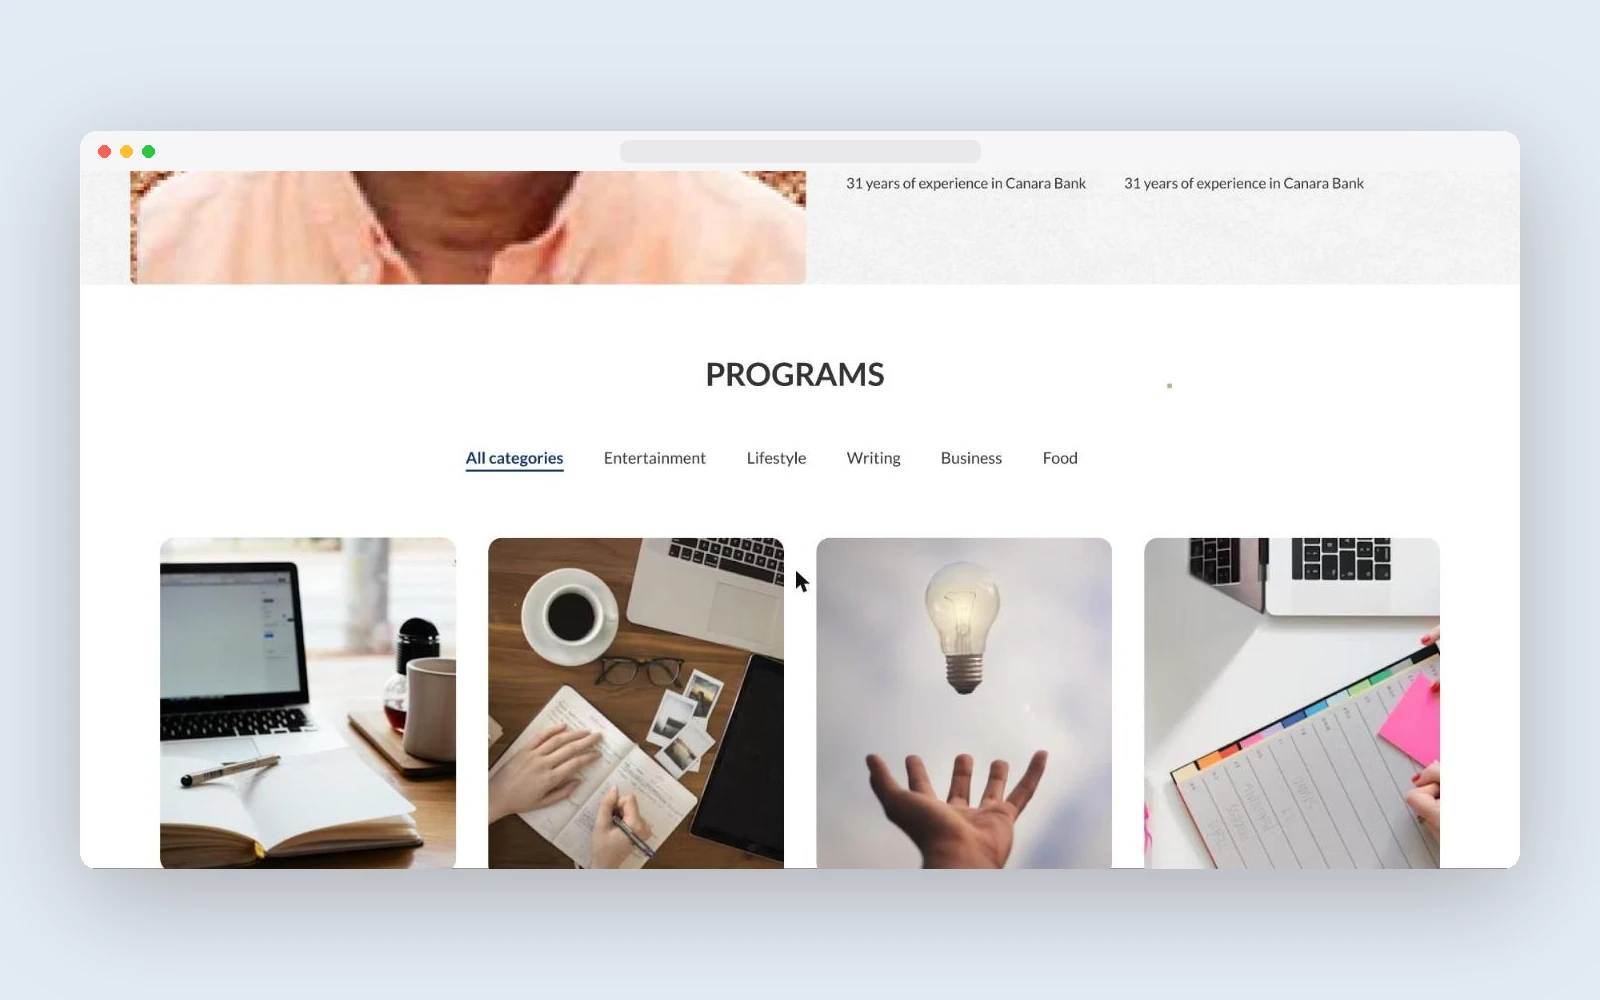 31 years of experience in Canara Bank
31 years of experience in Canara Bank
PROGRAMS
All categories
Entertainment
Lifestyle
Writing
Business
Food